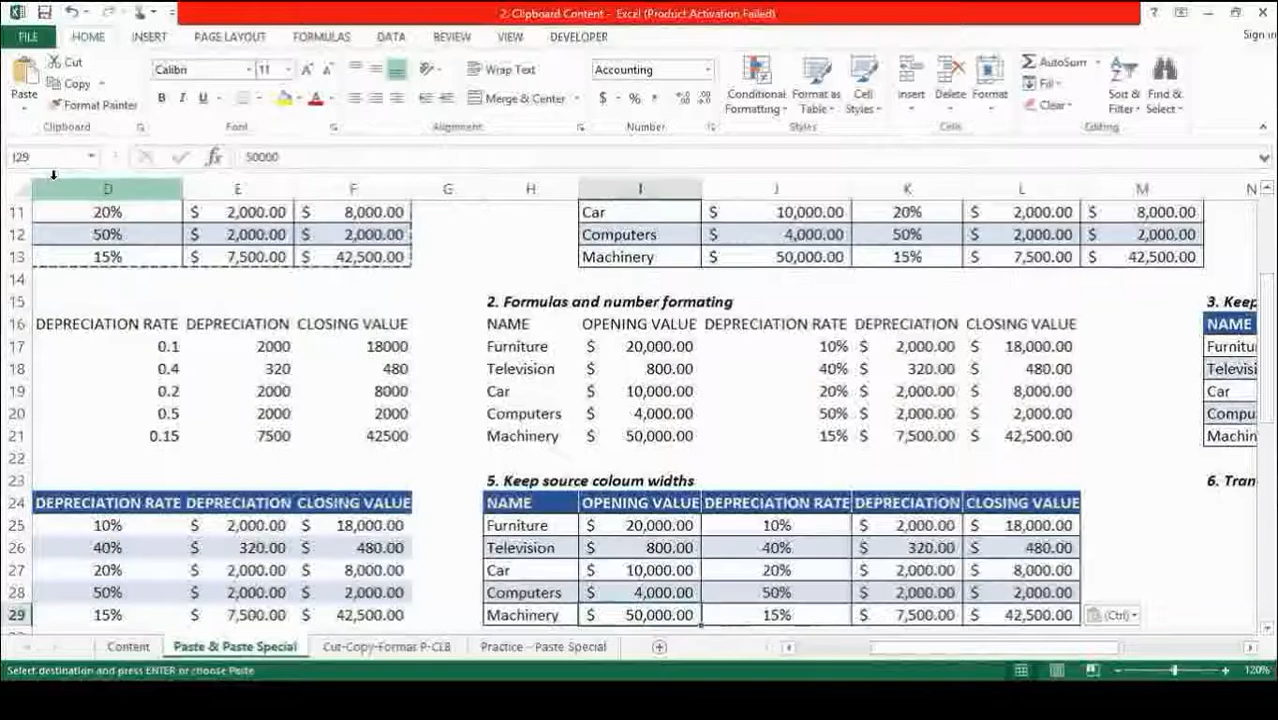 2. Clipboard Content - Excel (Product Activation Failed)
FILE HOME INSERT PAGE LAYOUT FORMULAS DATA REVIEW VIEW DEVELOPER Sign in
Paste Cut Copy Format Painter
Calibri 11 Wrap Text Merge & Center
Accounting
Conditional Formatting Format as Table Cell Styles
Insert Delete Format
AutoSum Fill Clear Sort & Filter Find & Select
Clipboard Font Alignment Number Styles Cells Editing
I29 50000
D E F G H I J K L M N
11 20% $ 2,000.00 $ 8,000.00 Car $ 10,000.00 20% $ 2,000.00 $ 8,000.00
12 50% $ 2,000.00 $ 2,000.00 Computers $ 4,000.00 50% $ 2,000.00 $ 2,000.00
13 15% $ 7,500.00 $ 42,500.00 Machinery $ 50,000.00 15% $ 7,500.00 $ 42,500.00
14
15 2. Formulas and number formating 3. Keep
16 DEPRECIATION RATE DEPRECIATION CLOSING VALUE NAME OPENING VALUE DEPRECIATION RATE DEPRECIATION CLOSING VALUE NAME
17 0.1 2000 18000 Furniture $ 20,000.00 10% $ 2,000.00 $ 18,000.00 Furnitu
18 0.4 320 480 Television $ 800.00 40% $ 320.00 $ 480.00 Televisi
19 0.2 2000 8000 Car $ 10,000.00 20% $ 2,000.00 $ 8,000.00 Car
20 0.5 2000 2000 Computers $ 4,000.00 50% $ 2,000.00 $ 2,000.00 Compu
21 0.15 7500 42500 Machinery $ 50,000.00 15% $ 7,500.00 $ 42,500.00 Machin
22
23 5. Keep source coloum widths 6. Tran
24 DEPRECIATION RATE DEPRECIATION CLOSING VALUE NAME OPENING VALUE DEPRECIATION RATE DEPRECIATION CLOSING VALUE
25 10% $ 2,000.00 $ 18,000.00 Furniture $ 20,000.00 10% $ 2,000.00 $ 18,000.00
26 40% $ 320.00 $ 480.00 Television $ 800.00 40% $ 320.00 $ 480.00
27 20% $ 2,000.00 $ 8,000.00 Car $ 10,000.00 20% $ 2,000.00 $ 8,000.00
28 50% $ 2,000.00 $ 2,000.00 Computers $ 4,000.00 50% $ 2,000.00 $ 2,000.00
29 15% $ 7,500.00 $ 42,500.00 Machinery $ 50,000.00 15% $ 7,500.00 $ 42,500.00 (Ctrl)
Content Paste & Paste Special Cut-Copy-Format P-CLB Practice - Paste Special
Select destination and press ENTER or choose Paste 120%